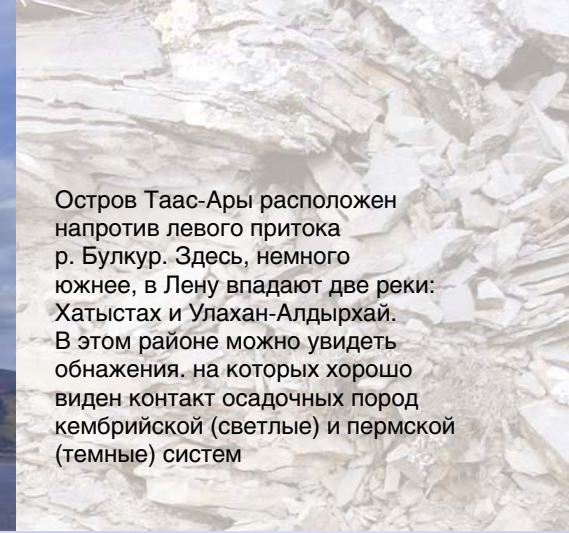 Остров Таас-Ары расположен
напротив левого притока
р. Булкур. Здесь, немного
южнее, в Лену впадают две реки:
Хатыстах и Улахан-Алдырхай.
В этом районе можно увидеть
обнажения. на которых хорошо
виден контакт осадочных пород
кембрийской (светлые) и пермской
(темные) систем